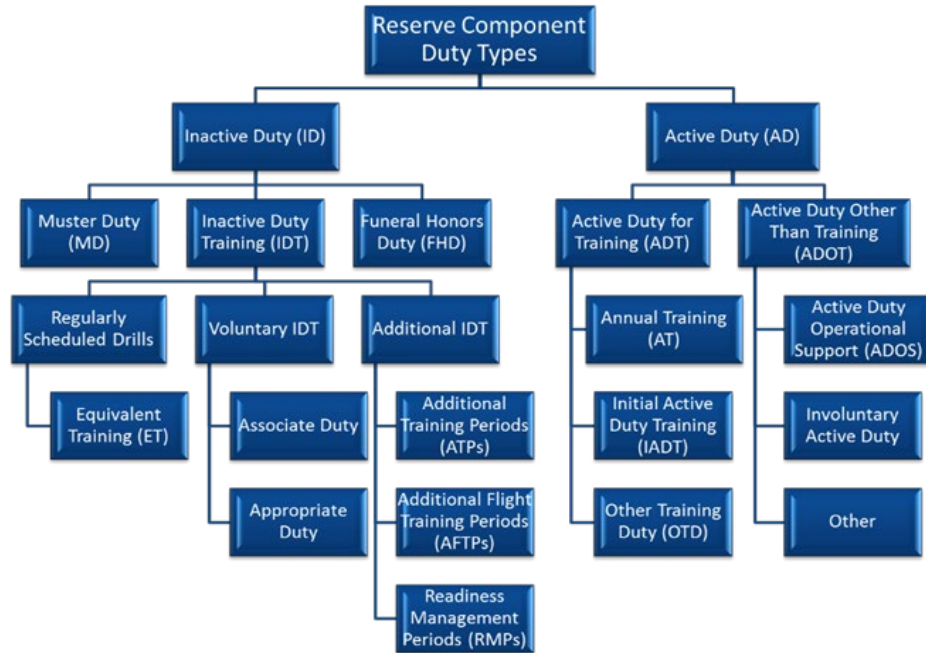 Reserve Component
Duty Types
Inactive Duty (ID)
Active Duty (AD)
Muster Duty
(MD)
Inactive Duty
Training (IDT)
Funeral Honors
Duty (FHD)
Active Duty for
Training (ADT)
Active Duty Other
Than Training
(ADOT)
Regularly
Scheduled Drills
Voluntary IDT
Additional IDT
Annual Training
(AT)
Active Duty
Operational
Support (ADOS)
Equivalent
Training (ET)
Associate Duty
Additional
Training Periods
(ATPs)
Initial Active
Duty Training
(IADT)
Involuntary
Active Duty
Appropriate
Duty
Additional Flight
Training Periods
(AFTPs)
Other Training
Duty (OTD)
Other
Readiness
Management
Periods (RMPs)